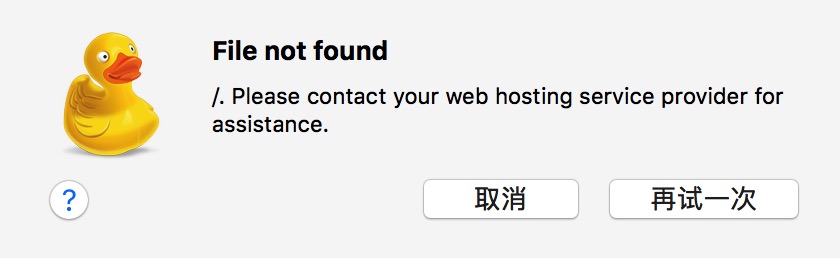 File not found
/. Please contact your web hosting service provider for
assistance.
?
取消
再试一次